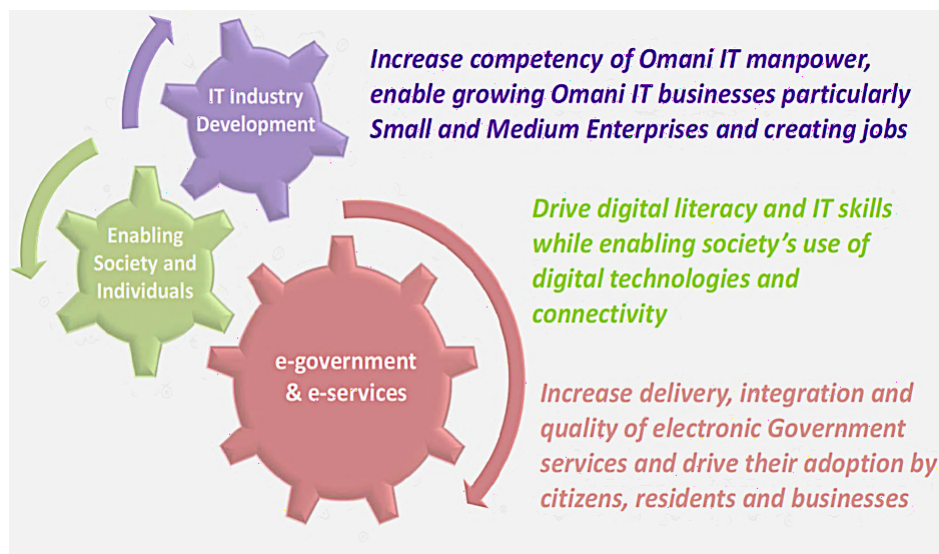 IT Industry
Development
Increase competency of Omani IT manpower,
enable growing Omani IT businesses particularly
Small and Medium Enterprises and creating jobs
Enabling
Society and
Individuals
Drive digital literacy and IT skills
while enabling society's use of
digital technologies and
connectivity
e-government
& e-services
Increase delivery, integration and
quality of electronic Government
services and drive their adoption by
citizens, residents and businesses